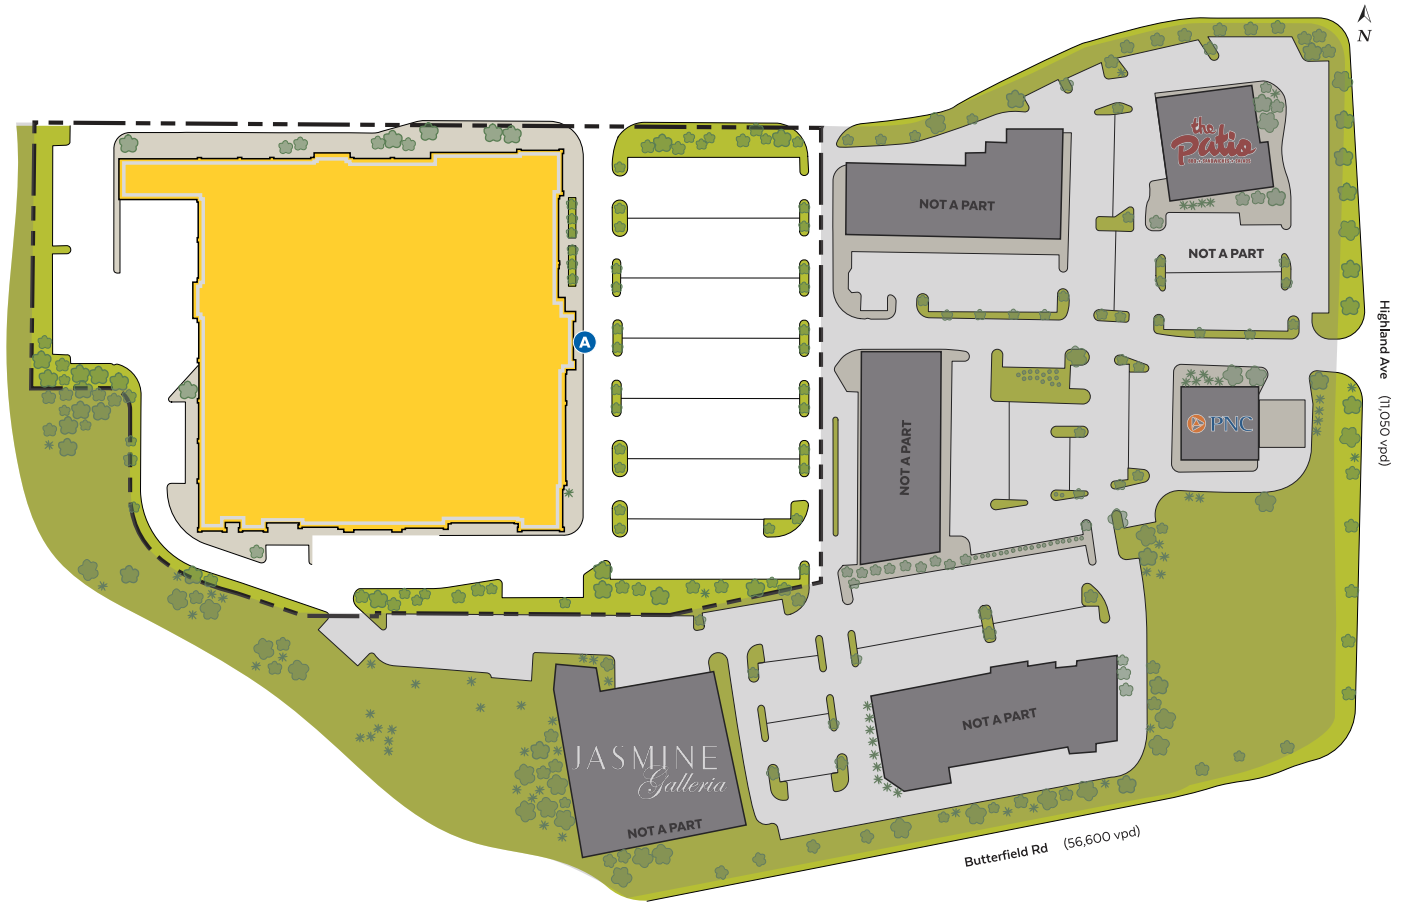 N
the
Patio
NOT A PART
NOT A PART
A
Highland Ave (11,050 vpd)
PNC
NOT A PART
NOT A PART
JASMINE
Galleria
NOT A PART
Butterfield Rd (56,600 vpd)